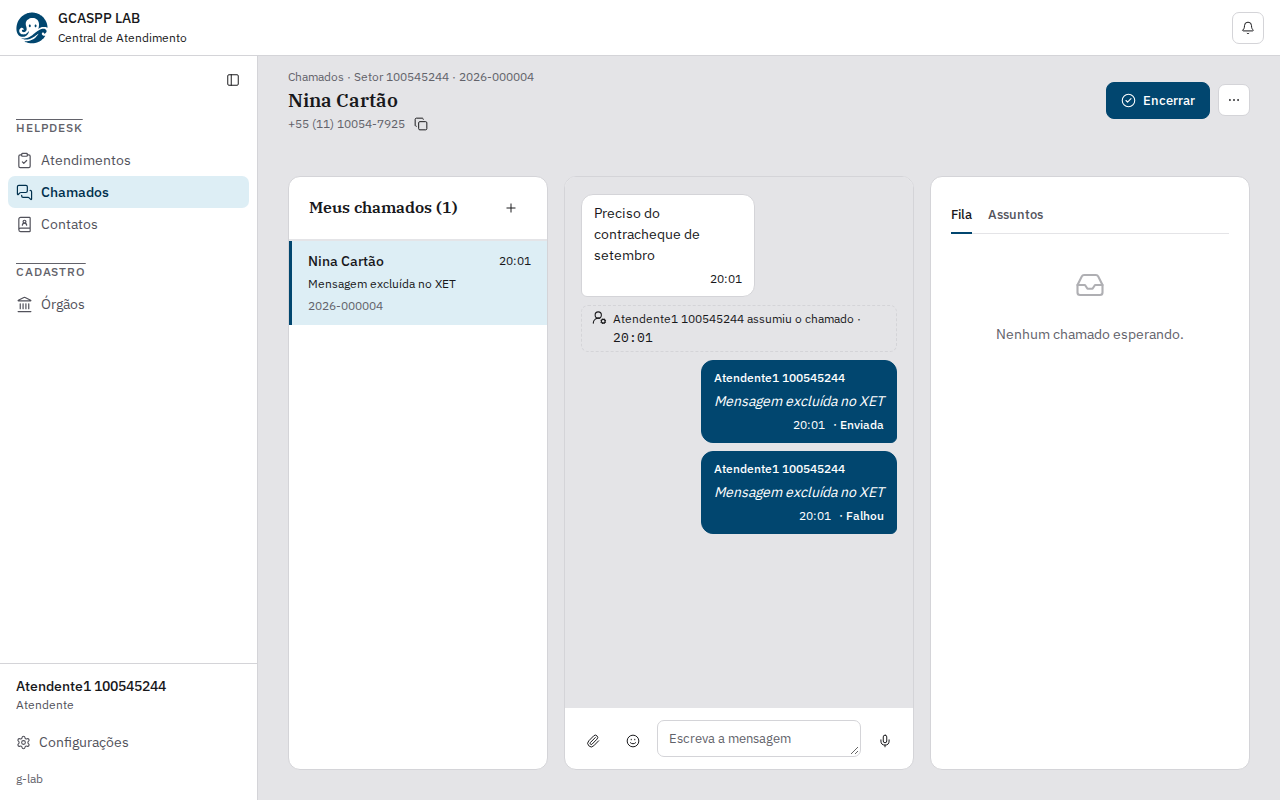 GCASPP LAB
Central de Atendimento
HELPDESK
Atendimentos
Chamados
Contatos
CADASTRO
Órgãos
Atendente1 100545244
Atendente
Configurações
g-lab
Chamados · Setor 100545244 · 2026-000004
Nina Cartão
+55 (11) 10054-7925
Encerrar
Meus chamados (1)
Nina Cartão 20:01
Mensagem excluída no XET
2026-000004
Preciso do
contracheque de
setembro
20:01
Atendente1 100545244 assumiu o chamado ·
20:01
Atendente1 100545244
Mensagem excluída no XET
20:01 · Enviada
Atendente1 100545244
Mensagem excluída no XET
20:01 · Falhou
Escreva a mensagem
Fila Assuntos
Nenhum chamado esperando.